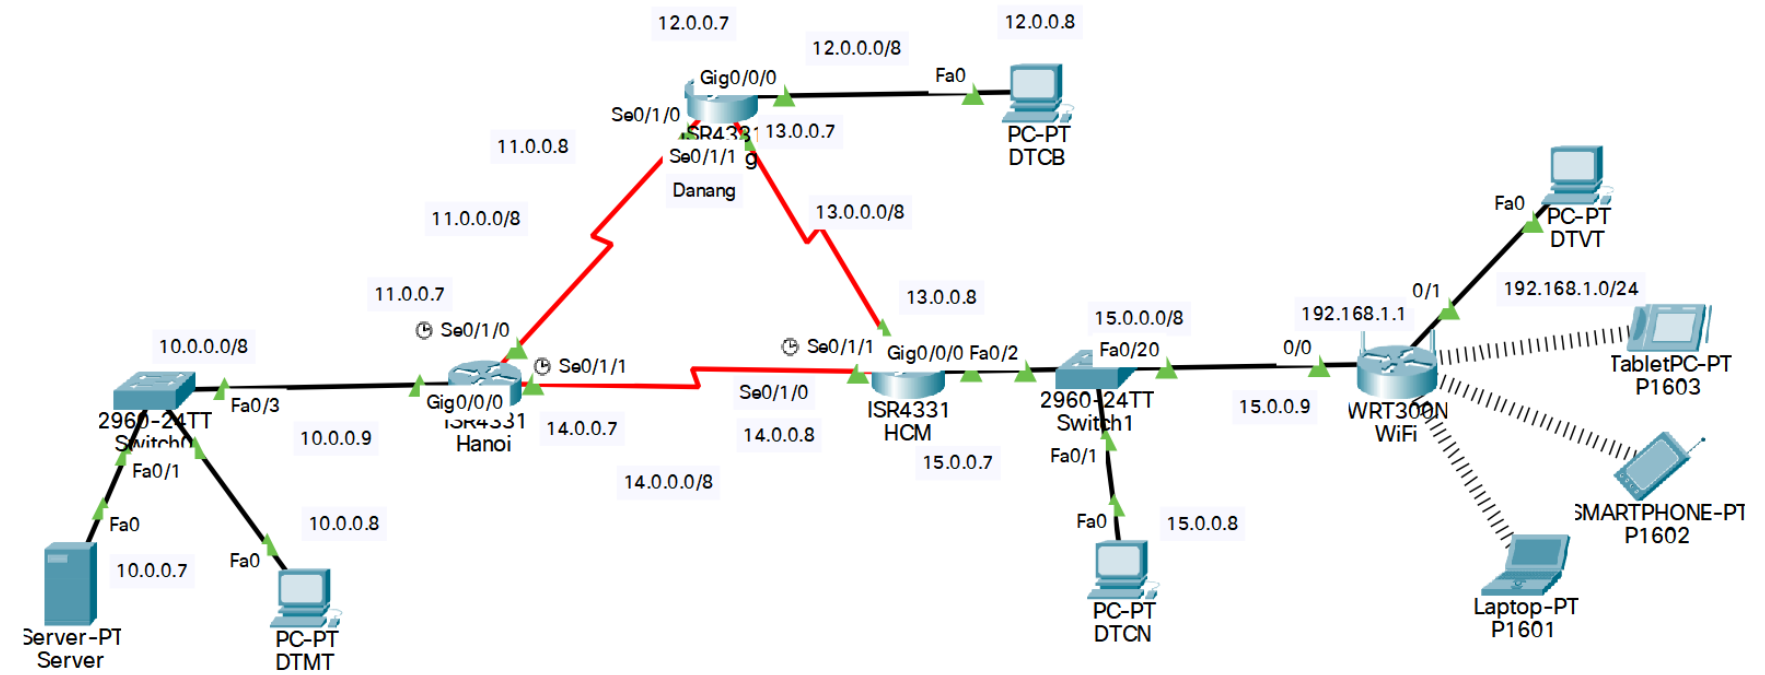 12.0.0.7
12.0.0.8
12.0.0.0/8
Gig0/0/0
Fa0
Se0/1/0
ISR4331
13.0.0.7
PC-PT
DTCB
11.0.0.8
Se0/1/1 g
Danang
Fa0
PC-PT
DTVT
11.0.0.0/8
13.0.0.0/8
11.0.0.7
13.0.0.8
0/1
192.168.1.0/24
192.168.1.1
15.0.0.0/8
Se0/1/0
10.0.0.0/8
Se0/1/1
Gig0/0/0
Fa0/2
Fa0/20
0/0
Se0/1/1
TabletPC-PT
P1603
Fa0/3
Gig0/0/0
Se0/1/0
ISR4331
HCM
2960-24TT
Switch1
15.0.0.9
WRT300N
WiFi
2960-24TT
Switch0
10.0.0.9
ISR4331
Hanoi
14.0.0.7
14.0.0.8
15.0.0.7
Fa0/1
Fa0/1
14.0.0.0/8
Fa0
10.0.0.8
Fa0
15.0.0.8
SMARTPHONE-PT
P1602
10.0.0.7
Fa0
Server-PT
Server
PC-PT
DTMT
PC-PT
DTCN
Laptop-PT
P1601